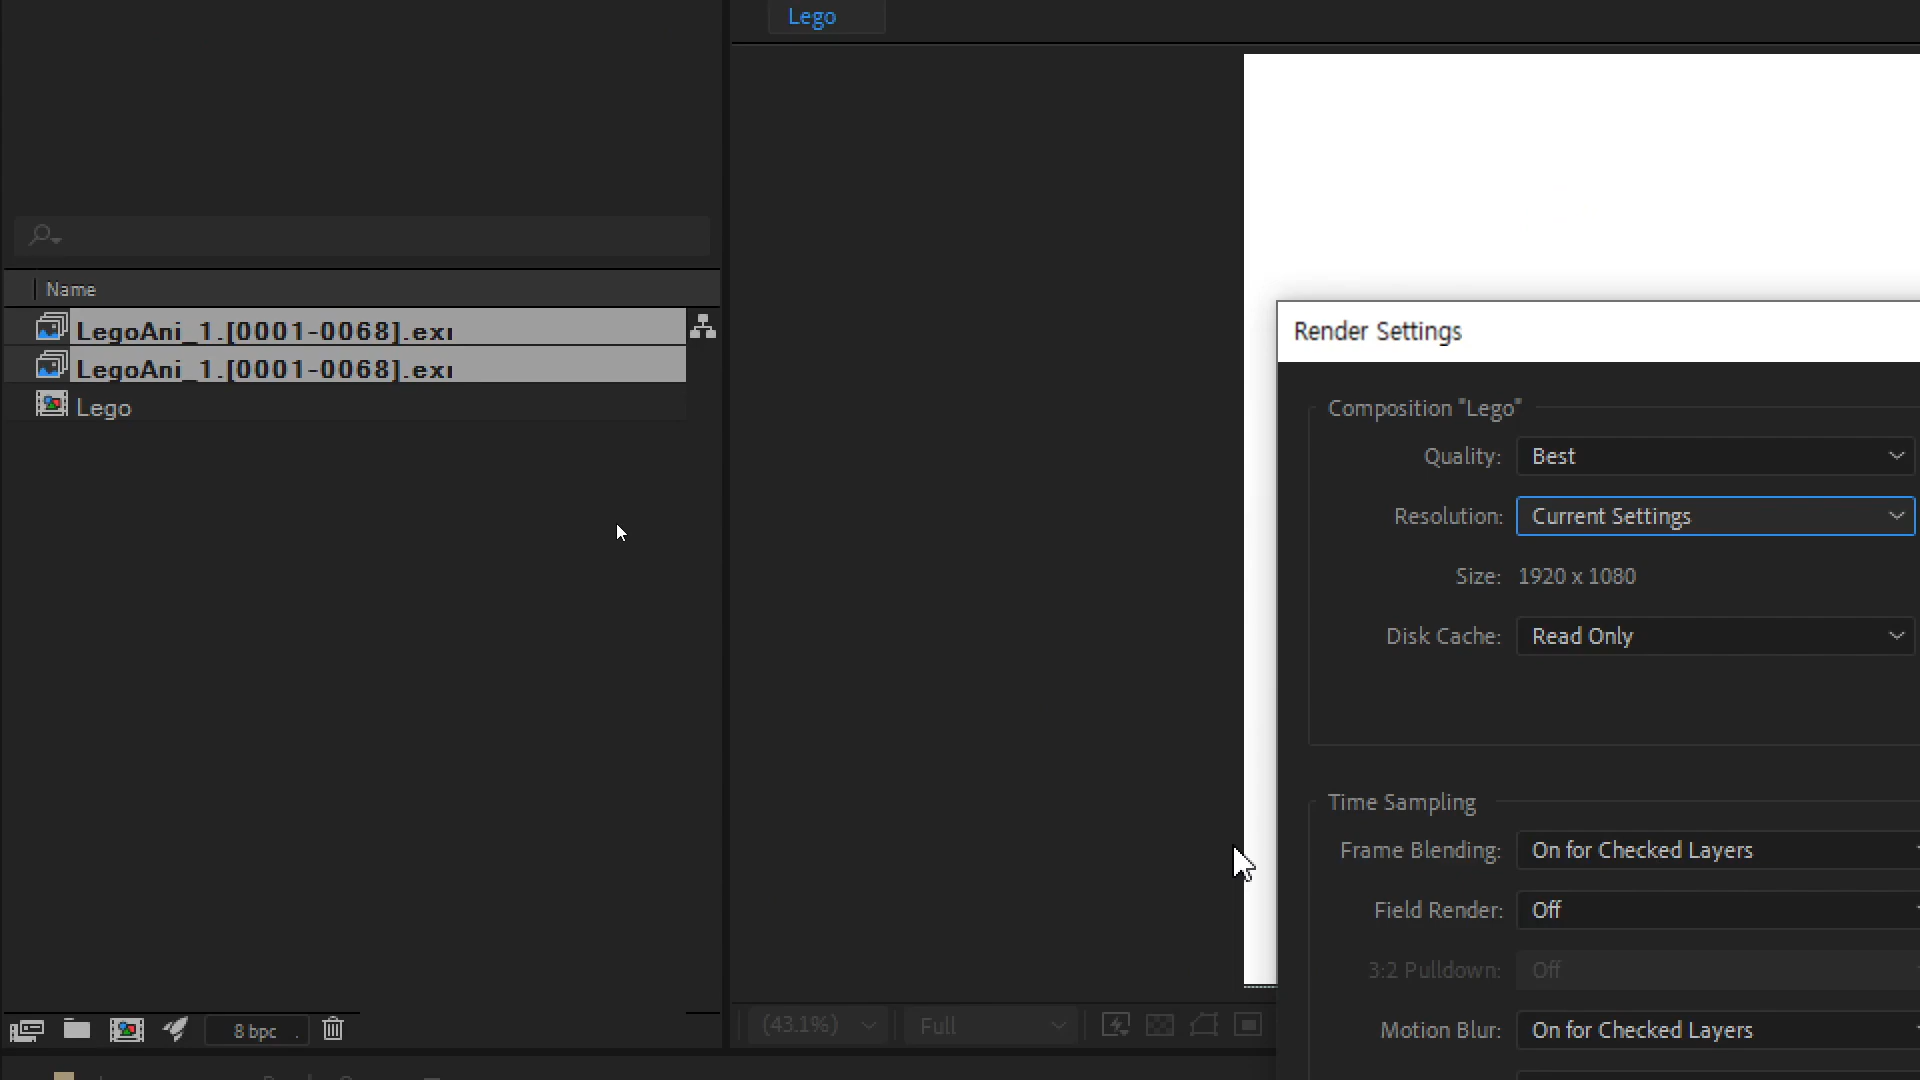 Lego
Name
LegoAni_1.[0001-0068].exr
LegoAni_1.[0001-0068].exr
Lego
8 bpc
(43.1%)
Full
Render Settings
Composition "Lego"
Quality: Best
Resolution: Current Settings
Size: 1920 x 1080
Disk Cache: Read Only
Time Sampling
Frame Blending: On for Checked Layers
Field Render: Off
3:2 Pulldown: Off
Motion Blur: On for Checked Layers